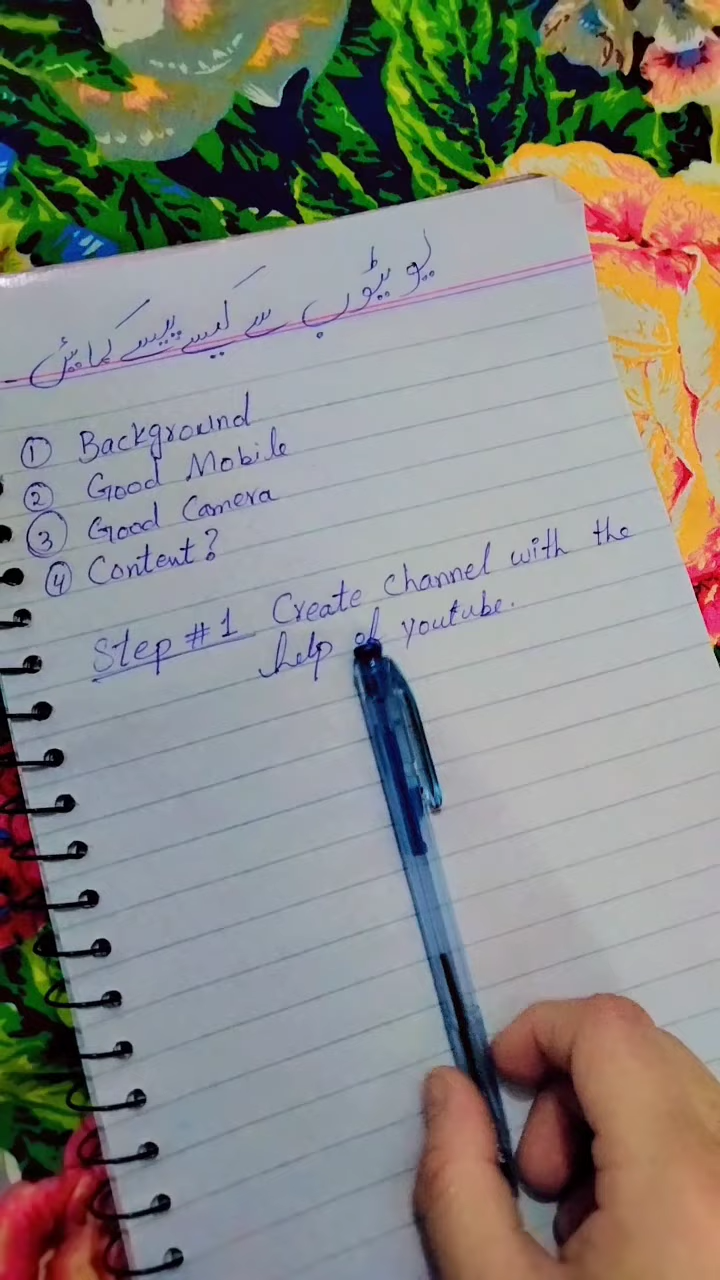 یوٹیوب سے کیسے پیسے کمایٔں
① Background
② Good Mobile
③ Good Camera
④ Content?
Step #1 Create channel with the
help of youtube.